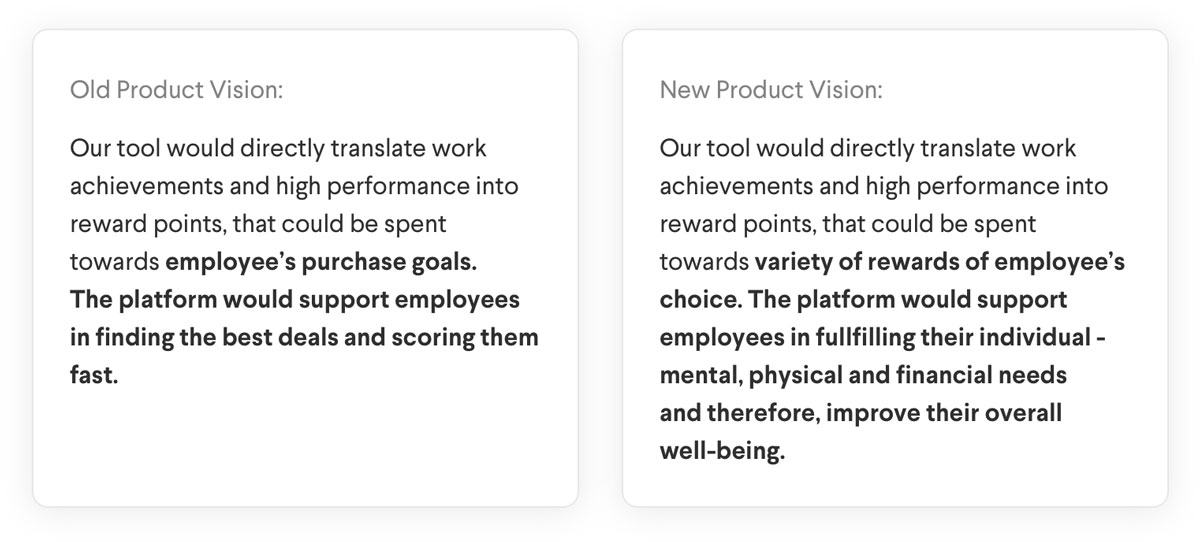 Old Product Vision:
Our tool would directly translate work
achievements and high performance into
reward points, that could be spent
towards employee’s purchase goals.
The platform would support employees
in finding the best deals and scoring them
fast.
New Product Vision:
Our tool would directly translate work
achievements and high performance into
reward points, that could be spent
towards variety of rewards of employee’s
choice. The platform would support
employees in fullfilling their individual -
mental, physical and financial needs
and therefore, improve their overall
well-being.